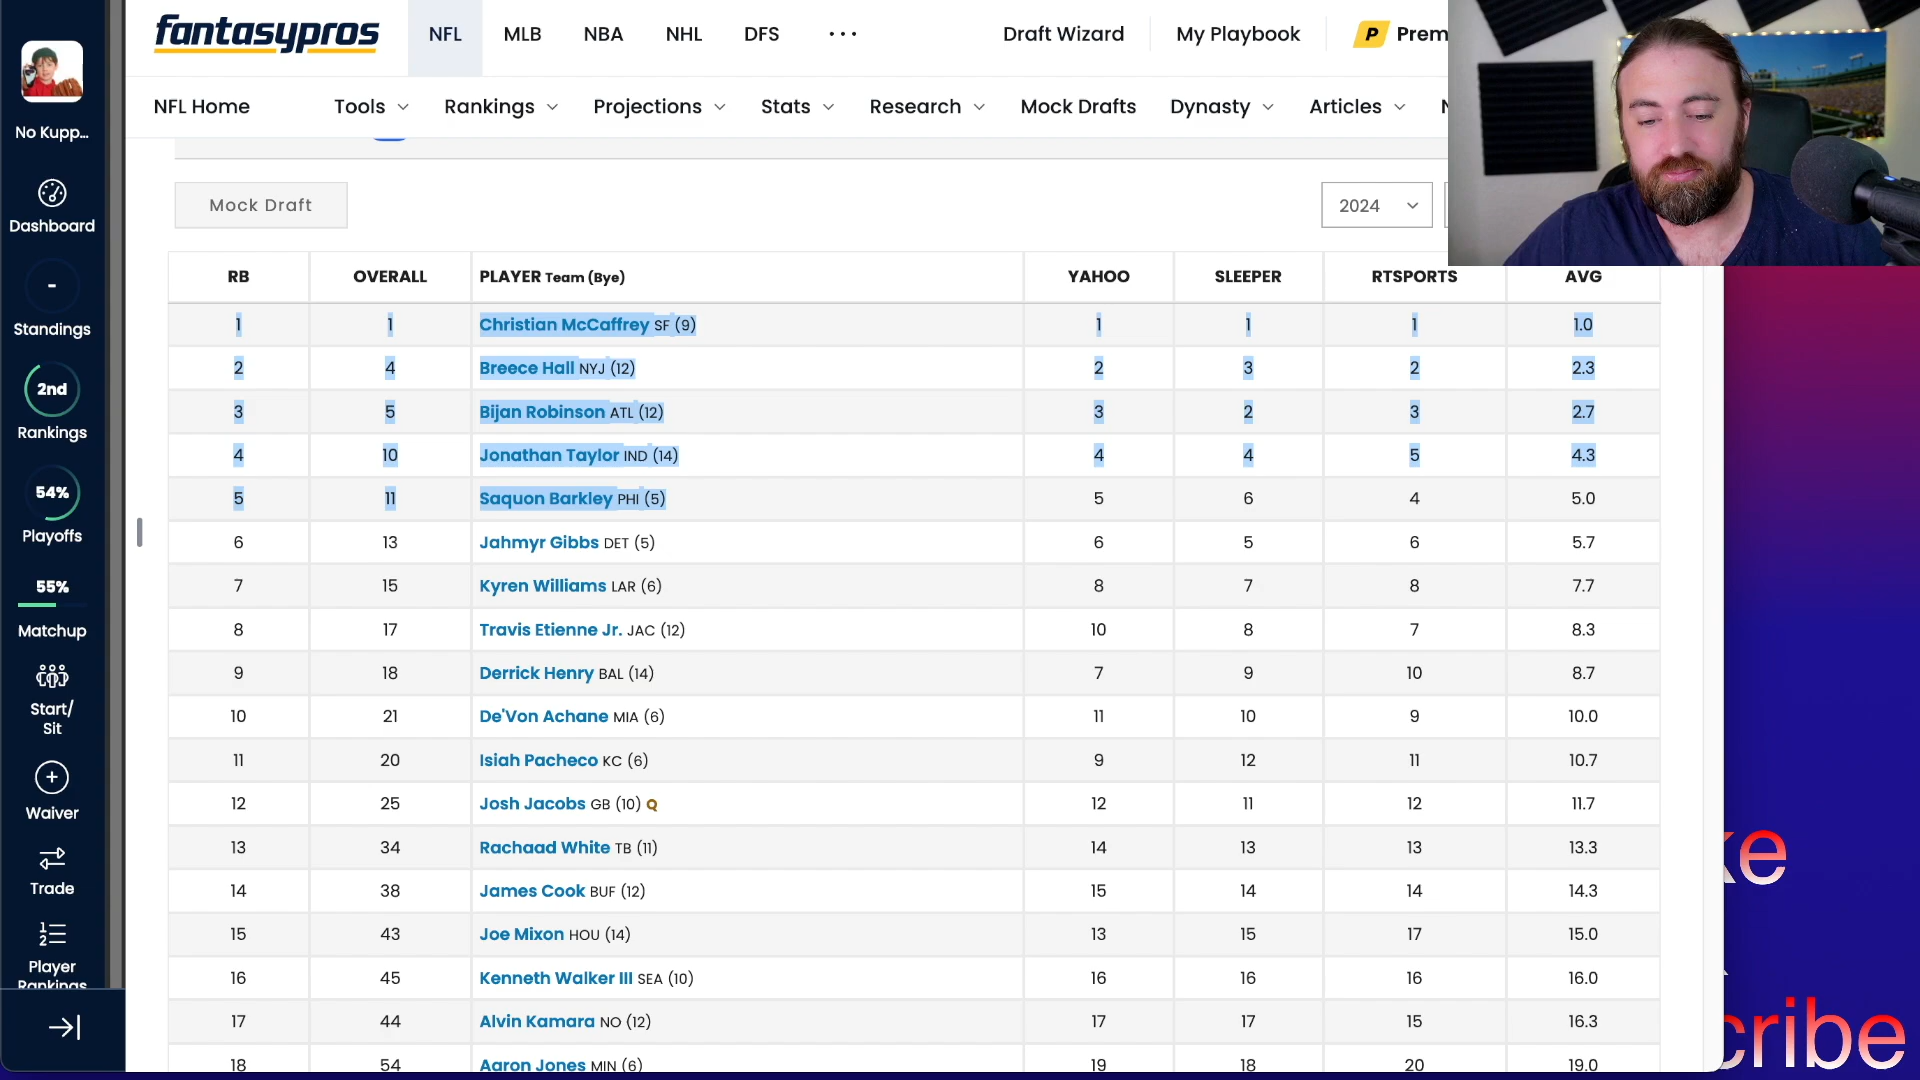 fantasypros
NFL MLB NBA NHL DFS ··· Draft Wizard My Playbook P Prem
No Kupp...
NFL Home Tools Rankings Projections Stats Research Mock Drafts Dynasty Articles
Mock Draft 2024
Dashboard
-
Standings
2nd
Rankings
54%
Playoffs
55%
Matchup
Start/
Sit
Waiver
Trade
Player
Rankings
RB OVERALL PLAYER Team (Bye) YAHOO SLEEPER RTSPORTS AVG
1 1 Christian McCaffrey SF (9) 1 1 1 1.0
2 4 Breece Hall NYJ (12) 2 3 2 2.3
3 5 Bijan Robinson ATL (12) 3 2 3 2.7
4 10 Jonathan Taylor IND (14) 4 4 5 4.3
5 11 Saquon Barkley PHI (5) 5 6 4 5.0
6 13 Jahmyr Gibbs DET (5) 6 5 6 5.7
7 15 Kyren Williams LAR (6) 8 7 8 7.7
8 17 Travis Etienne Jr. JAC (12) 10 8 7 8.3
9 18 Derrick Henry BAL (14) 7 9 10 8.7
10 21 De'Von Achane MIA (6) 11 10 9 10.0
11 20 Isiah Pacheco KC (6) 9 12 11 10.7
12 25 Josh Jacobs GB (10) Q 12 11 12 11.7
13 34 Rachaad White TB (11) 14 13 13 13.3
14 38 James Cook BUF (12) 15 14 14 14.3
15 43 Joe Mixon HOU (14) 13 15 17 15.0
16 45 Kenneth Walker III SEA (10) 16 16 16 16.0
17 44 Alvin Kamara NO (12) 17 17 15 16.3
18 54 Aaron Jones MIN (6) 19 18 20 19.0
ke
cribe